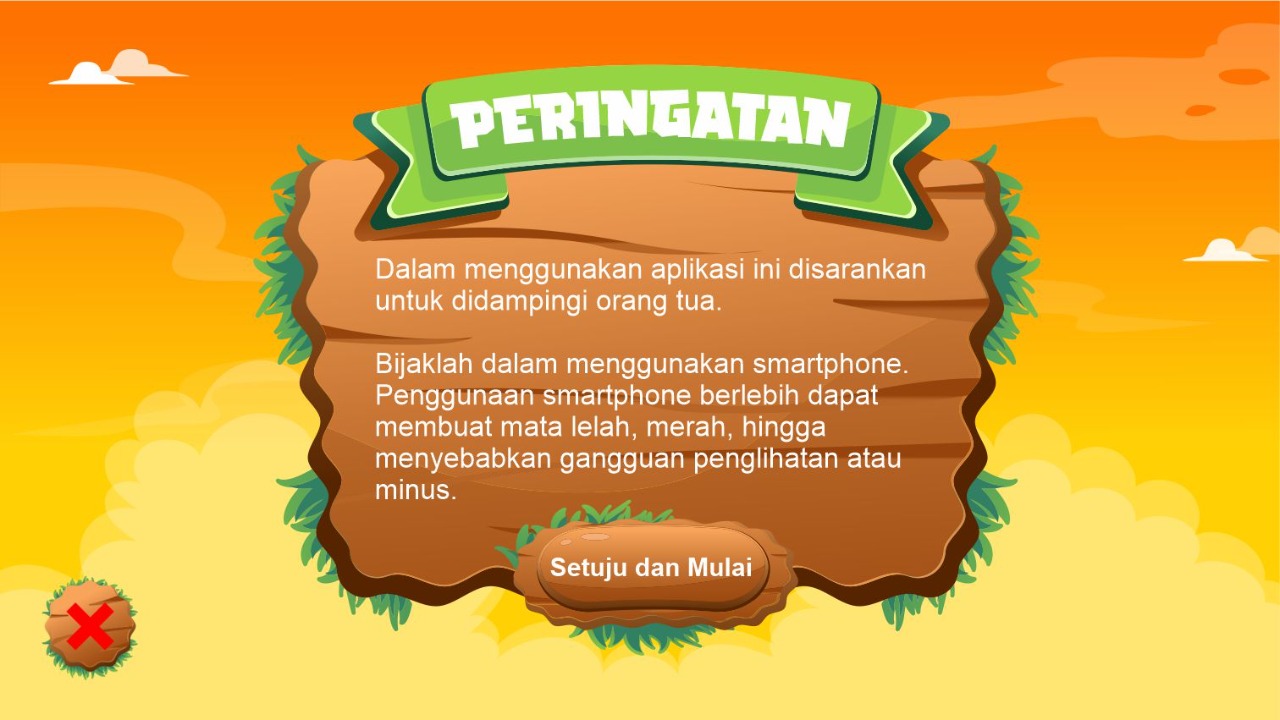 PERINGATAN
Dalam menggunakan aplikasi ini disarankan
untuk didampingi orang tua.
Bijaklah dalam menggunakan smartphone.
Penggunaan smartphone berlebih dapat
membuat mata lelah, merah, hingga
menyebabkan gangguan penglihatan atau
minus.
Setuju dan Mulai